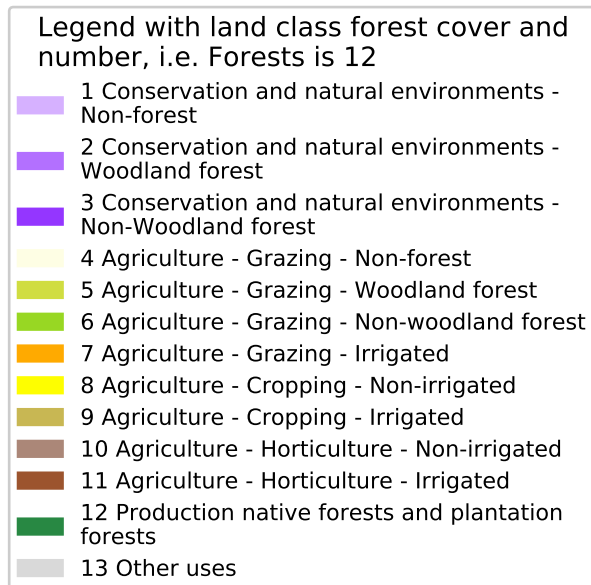 Legend with land class forest cover and
number, i.e. Forests is 12
1 Conservation and natural environments -
Non-forest
2 Conservation and natural environments -
Woodland forest
3 Conservation and natural environments -
Non-Woodland forest
4 Agriculture - Grazing - Non-forest
5 Agriculture - Grazing - Woodland forest
6 Agriculture - Grazing - Non-woodland forest
7 Agriculture - Grazing - Irrigated
8 Agriculture - Cropping - Non-irrigated
9 Agriculture - Cropping - Irrigated
10 Agriculture - Horticulture - Non-irrigated
11 Agriculture - Horticulture - Irrigated
12 Production native forests and plantation
forests
13 Other uses